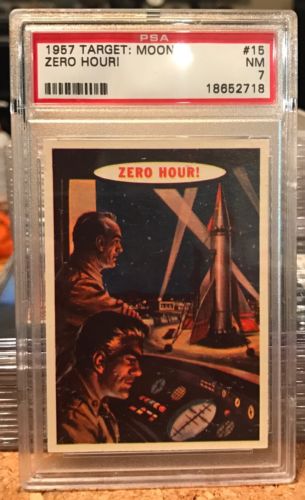 PSA
1957 TARGET: MOON #15
ZERO HOUR! NM
7
18652718
ZERO HOUR!